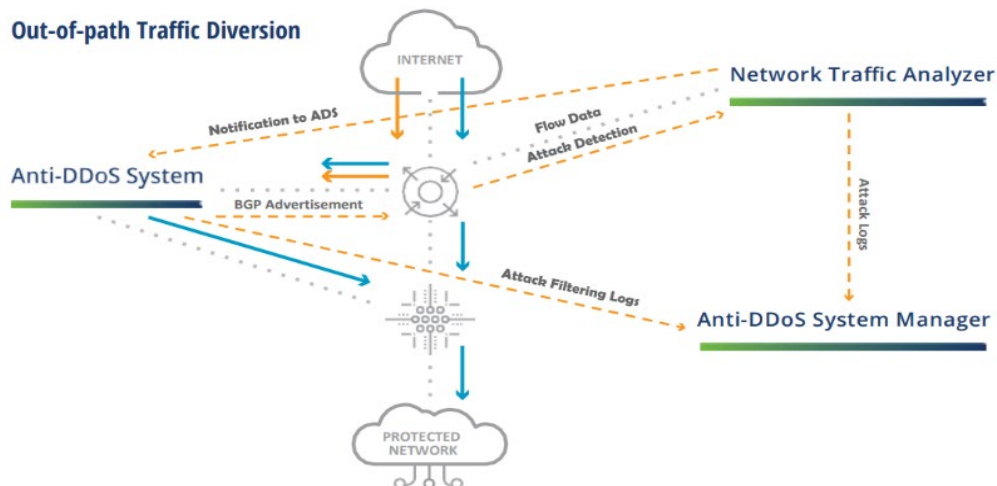 Out-of-path Traffic Diversion
INTERNET
Network Traffic Analyzer
Notification to ADS
Flow Data
Attack Detection
Anti-DDoS System
BGP Advertisement
Attack Logs
Attack Filtering Logs
Anti-DDoS System Manager
PROTECTED
NETWORK